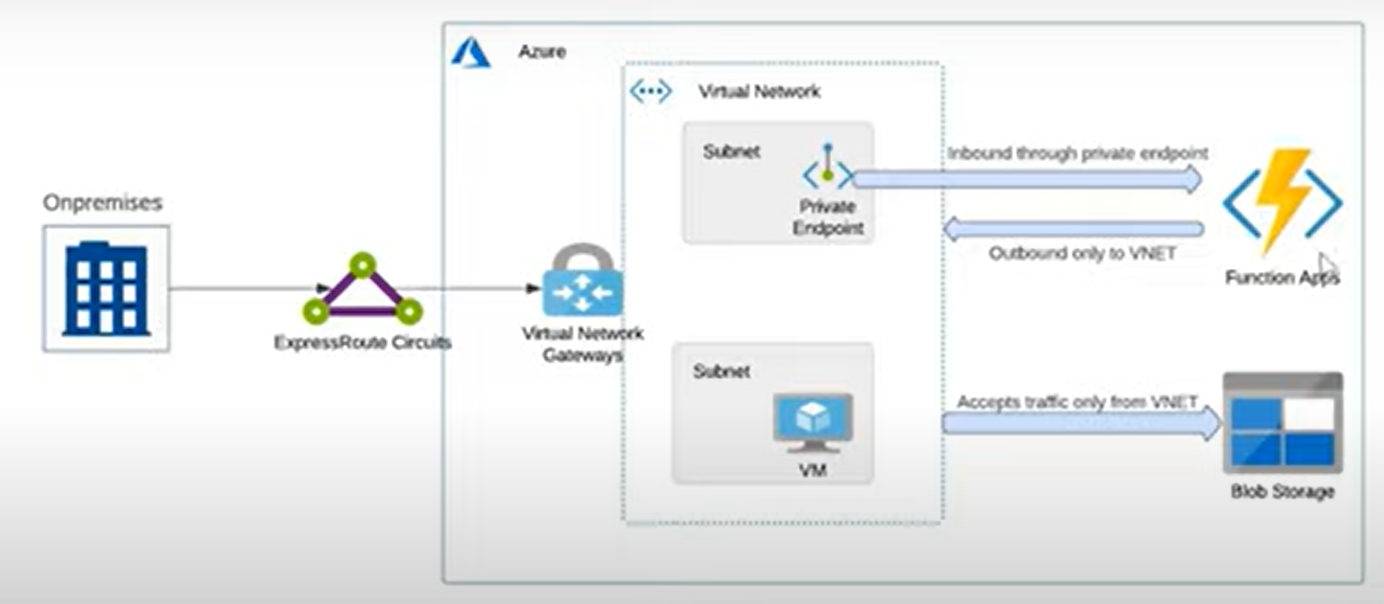 Azure
Virtual Network
Subnet
Private
Endpoint
Inbound through private endpoint
Outbound only to VNET
Function Apps
Onpremises
ExpressRoute Circuits
Virtual Network
Gateways
Subnet
VM
Accepts traffic only from VNET
Blob Storage